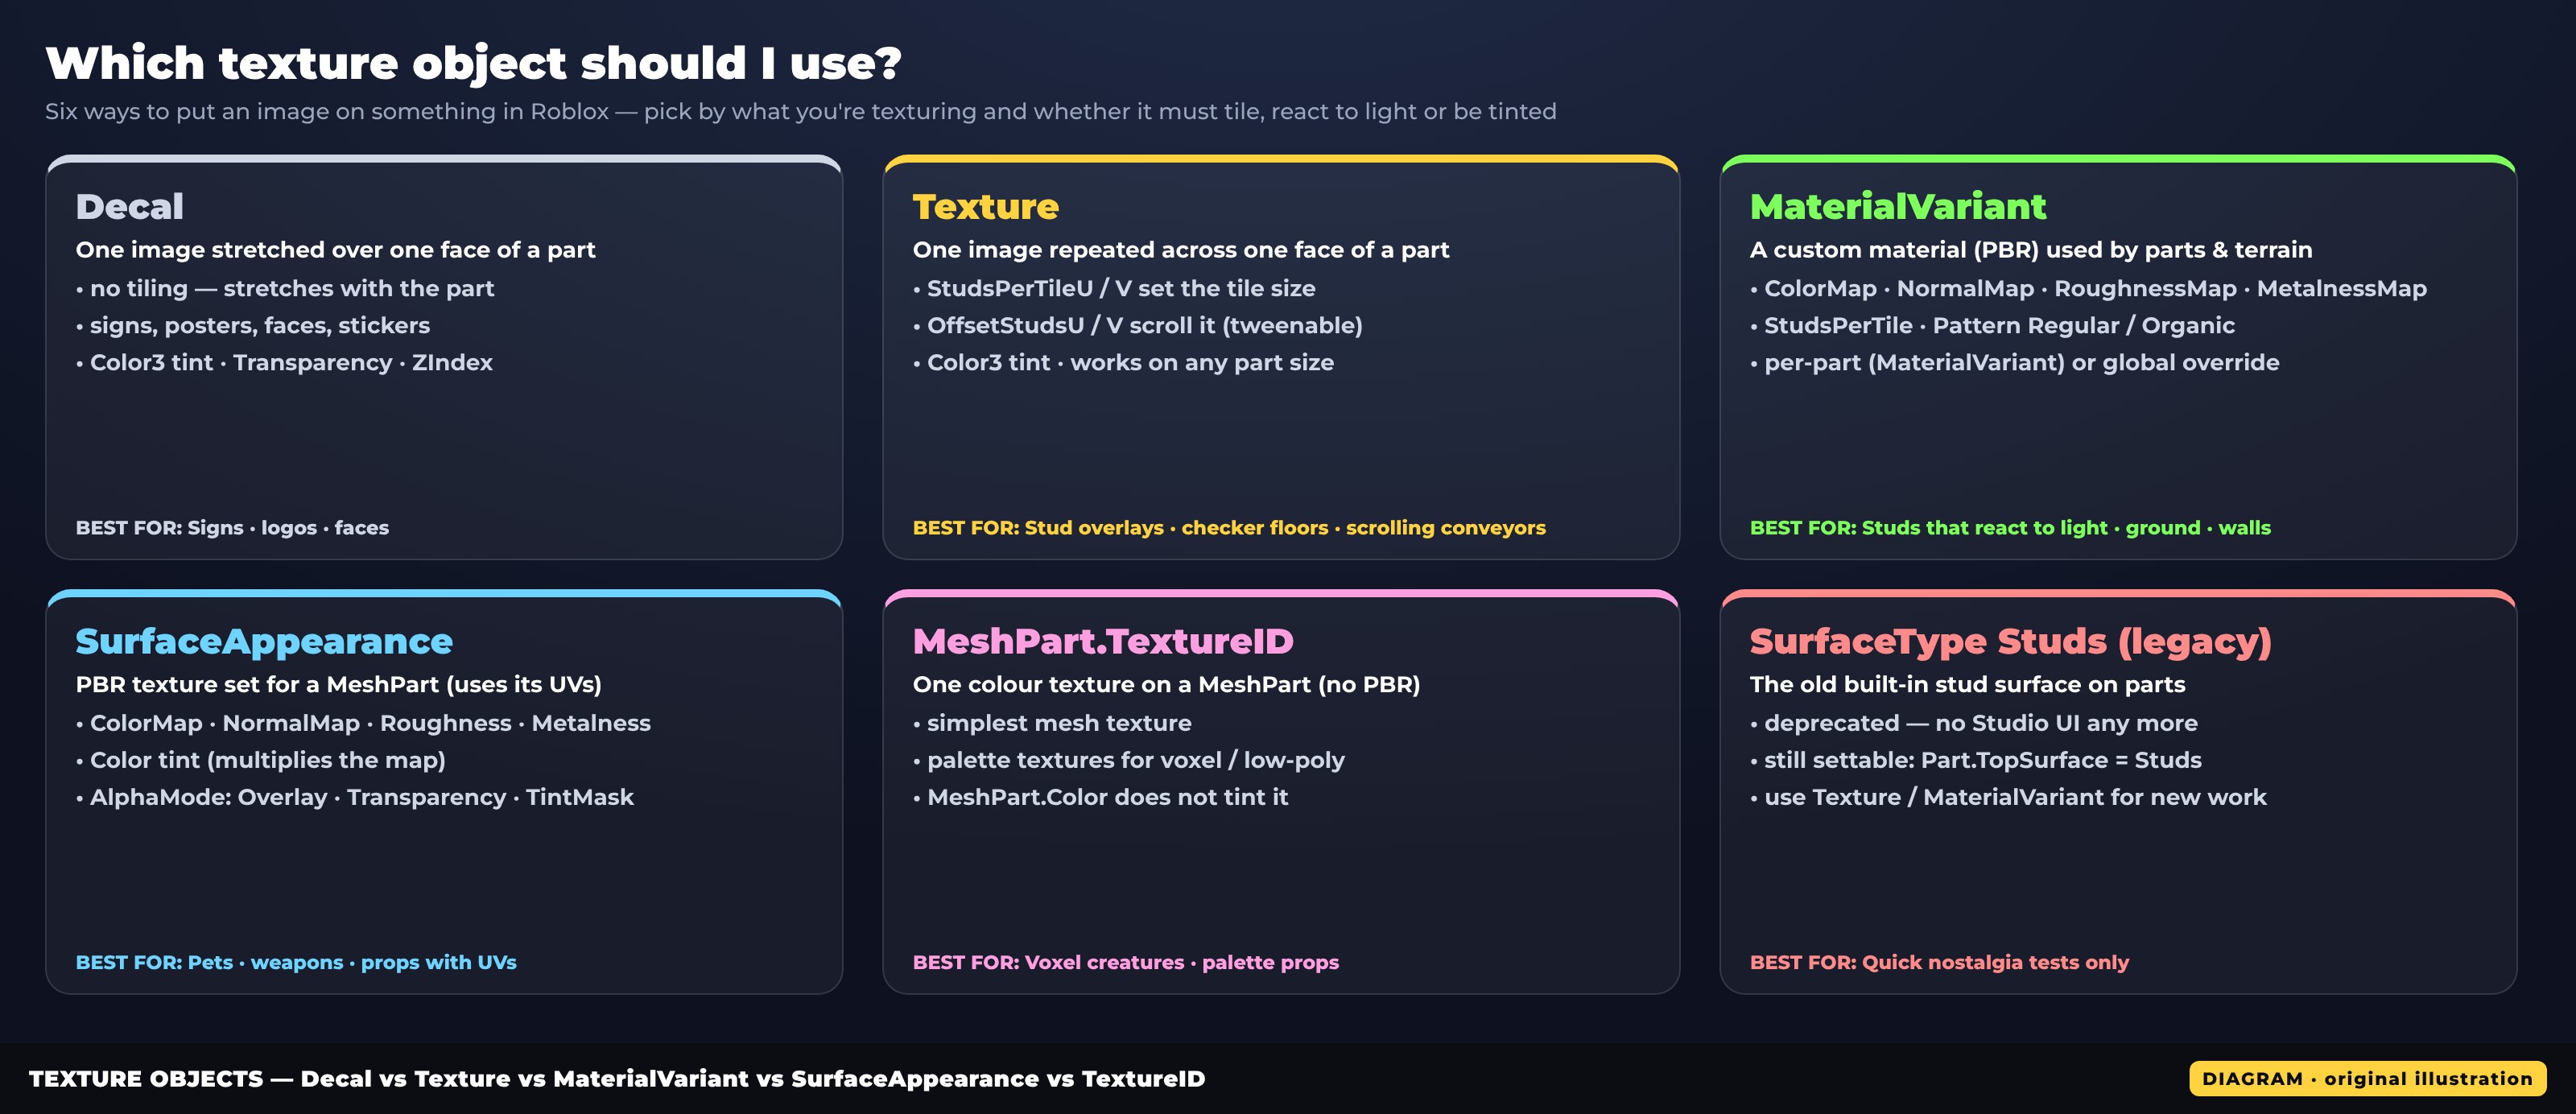 Which texture object should I use?
Six ways to put an image on something in Roblox — pick by what you're texturing and whether it must tile, react to light or be tinted
Decal
One image stretched over one face of a part
• no tiling — stretches with the part
• signs, posters, faces, stickers
• Color3 tint · Transparency · ZIndex
BEST FOR: Signs · logos · faces
Texture
One image repeated across one face of a part
• StudsPerTileU / V set the tile size
• OffsetStudsU / V scroll it (tweenable)
• Color3 tint · works on any part size
BEST FOR: Stud overlays · checker floors · scrolling conveyors
MaterialVariant
A custom material (PBR) used by parts & terrain
• ColorMap · NormalMap · RoughnessMap · MetalnessMap
• StudsPerTile · Pattern Regular / Organic
• per-part (MaterialVariant) or global override
BEST FOR: Studs that react to light · ground · walls
SurfaceAppearance
PBR texture set for a MeshPart (uses its UVs)
• ColorMap · NormalMap · Roughness · Metalness
• Color tint (multiplies the map)
• AlphaMode: Overlay · Transparency · TintMask
BEST FOR: Pets · weapons · props with UVs
MeshPart.TextureID
One colour texture on a MeshPart (no PBR)
• simplest mesh texture
• palette textures for voxel / low-poly
• MeshPart.Color does not tint it
BEST FOR: Voxel creatures · palette props
SurfaceType Studs (legacy)
The old built-in stud surface on parts
• deprecated — no Studio UI any more
• still settable: Part.TopSurface = Studs
• use Texture / MaterialVariant for new work
BEST FOR: Quick nostalgia tests only
TEXTURE OBJECTS — Decal vs Texture vs MaterialVariant vs SurfaceAppearance vs TextureID
DIAGRAM · original illustration